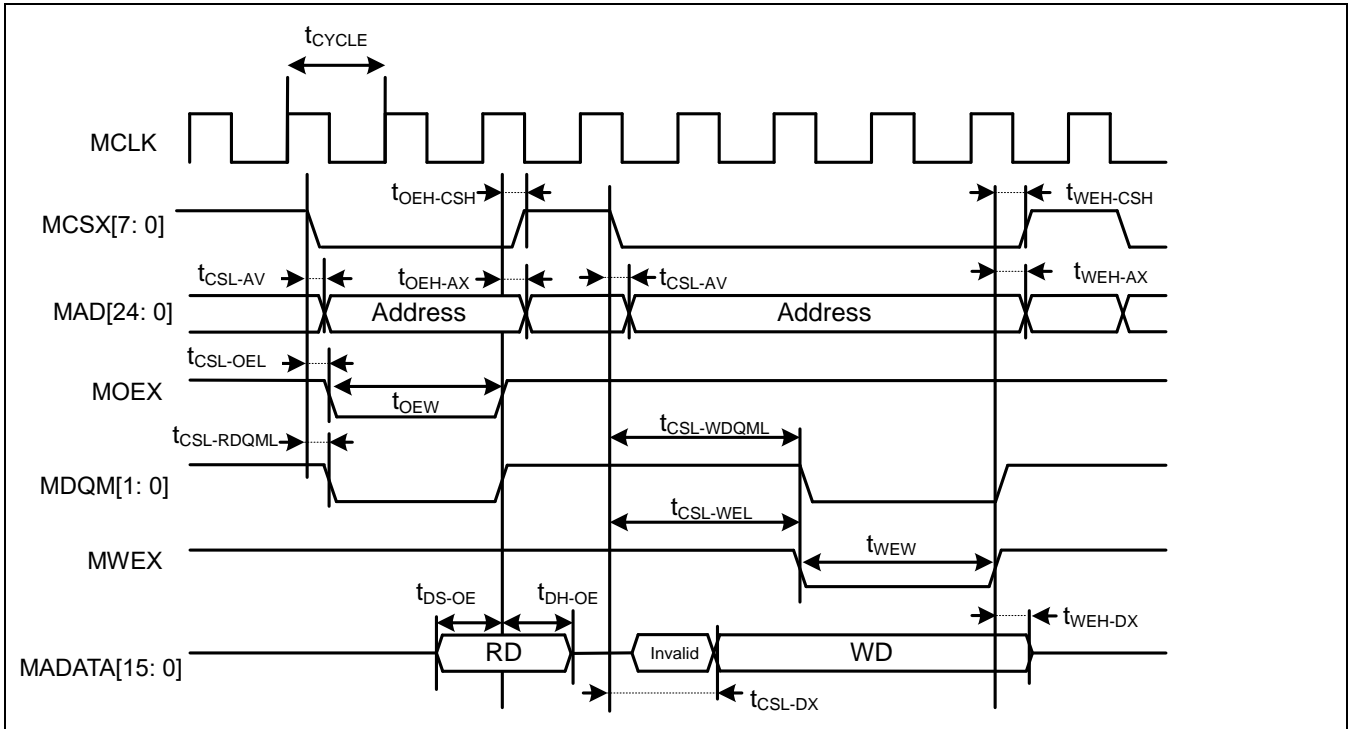 tCYCLE
MCLK
tOEH-CSH
tWEH-CSH
MCSX[7: 0]
tCSL-AV
tOEH-AX
tCSL-AV
tWEH-AX
MAD[24: 0]
Address
Address
tCSL-OEL
MOEX
tOEW
tCSL-RDQML
tCSL-WDQML
MDQM[1: 0]
tCSL-WEL
MWEX
tWEW
tDS-OE
tDH-OE
tWEH-DX
MADATA[15: 0]
RD
Invalid
WD
tCSL-DX